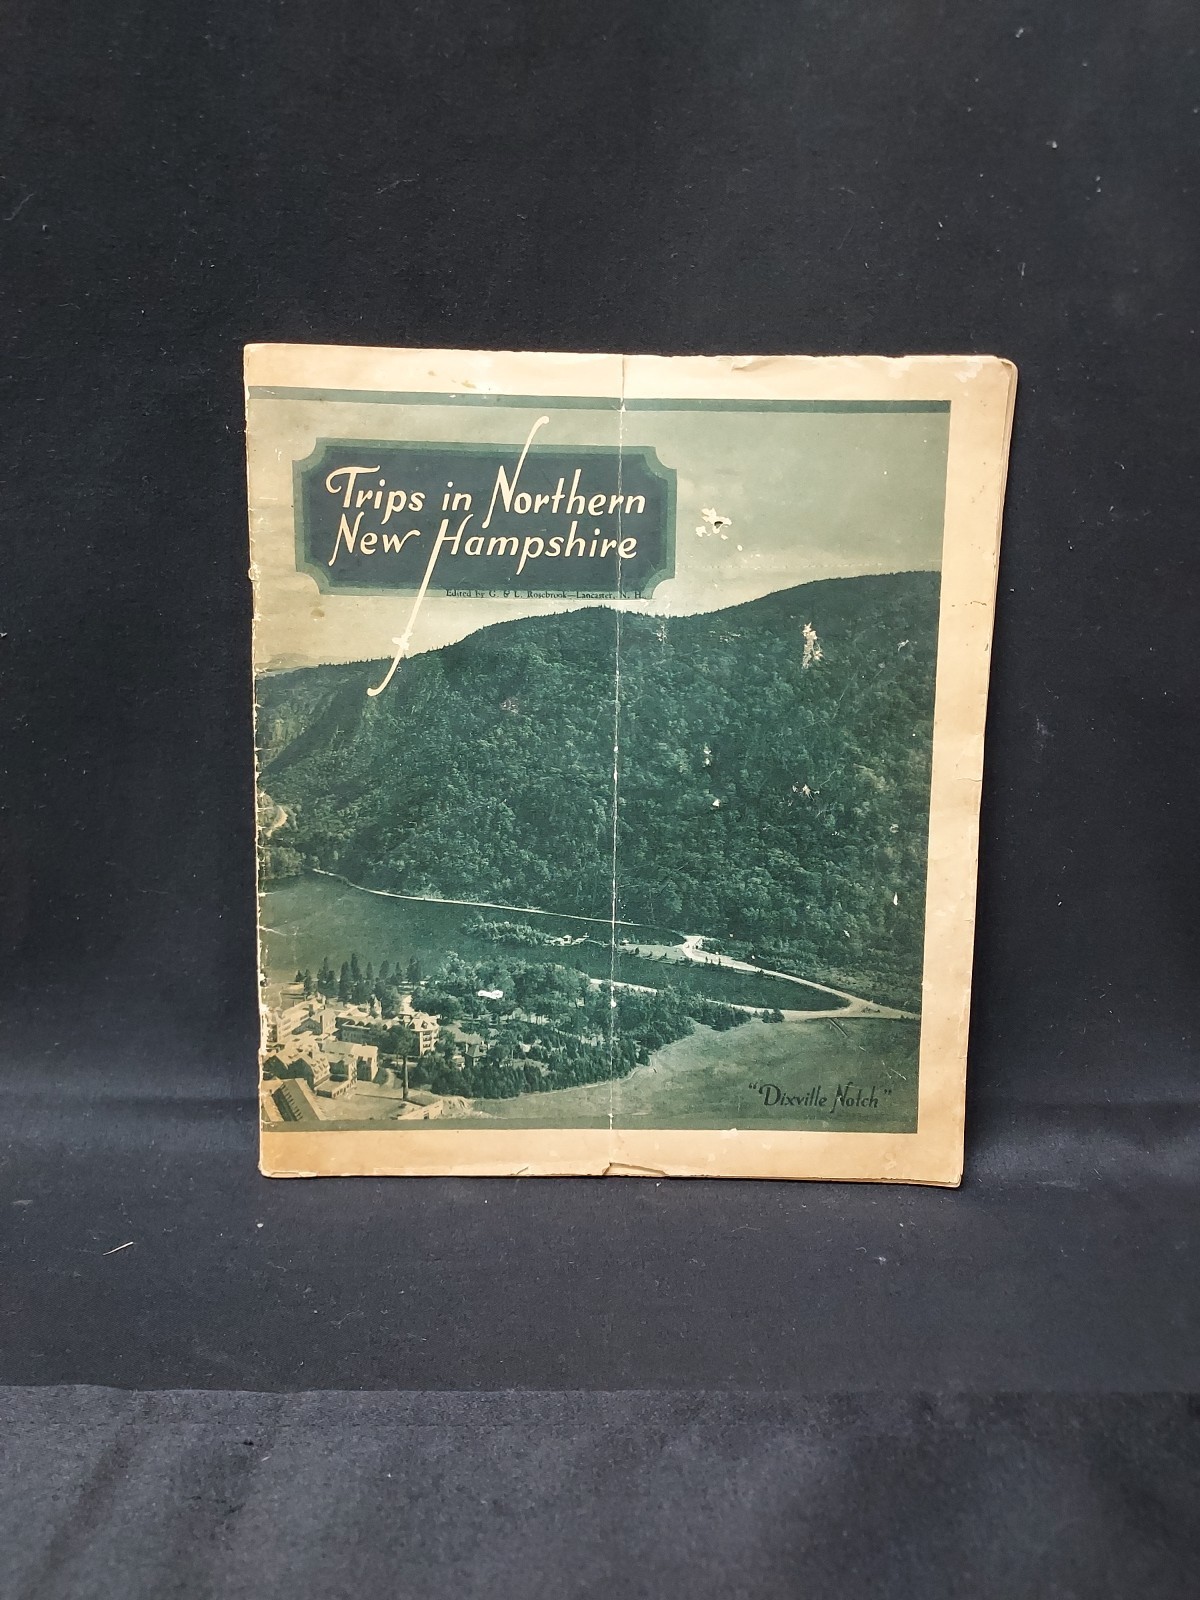 Trips in Northern
New Hampshire
Edited by G. & L. Rosebrook—Lancaster, N. H.
"Dixville Notch"